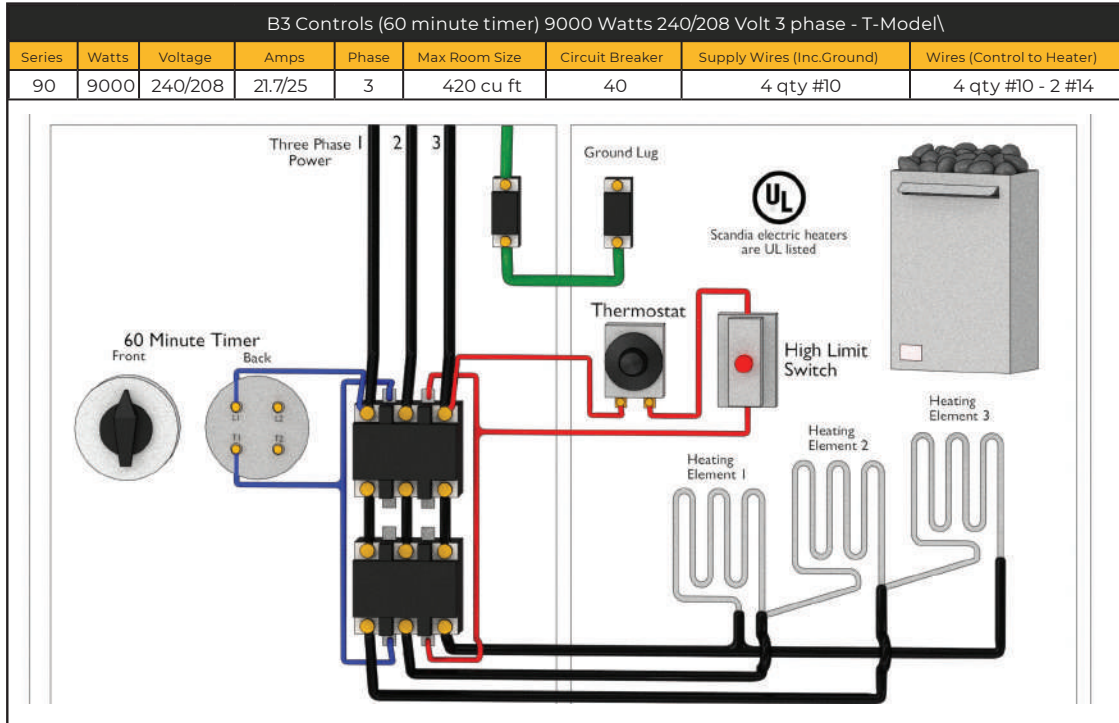 B3 Controls (60 minute timer) 9000 Watts 240/208 Volt 3 phase - T-Model\
Series Watts Voltage Amps Phase Max Room Size Circuit Breaker Supply Wires (Inc.Ground) Wires (Control to Heater)
90 9000 240/208 21.7/25 3 420 cu ft 40 4 qty #10 4 qty #10 - 2 #14
Three Phase 1 2 3
Power
Ground Lug
UL
Scandia electric heaters
are UL listed
Thermostat
High Limit
Switch
60 Minute Timer
Front Back
L1 L2
T1 T2
Heating
Element 1
Heating
Element 2
Heating
Element 3